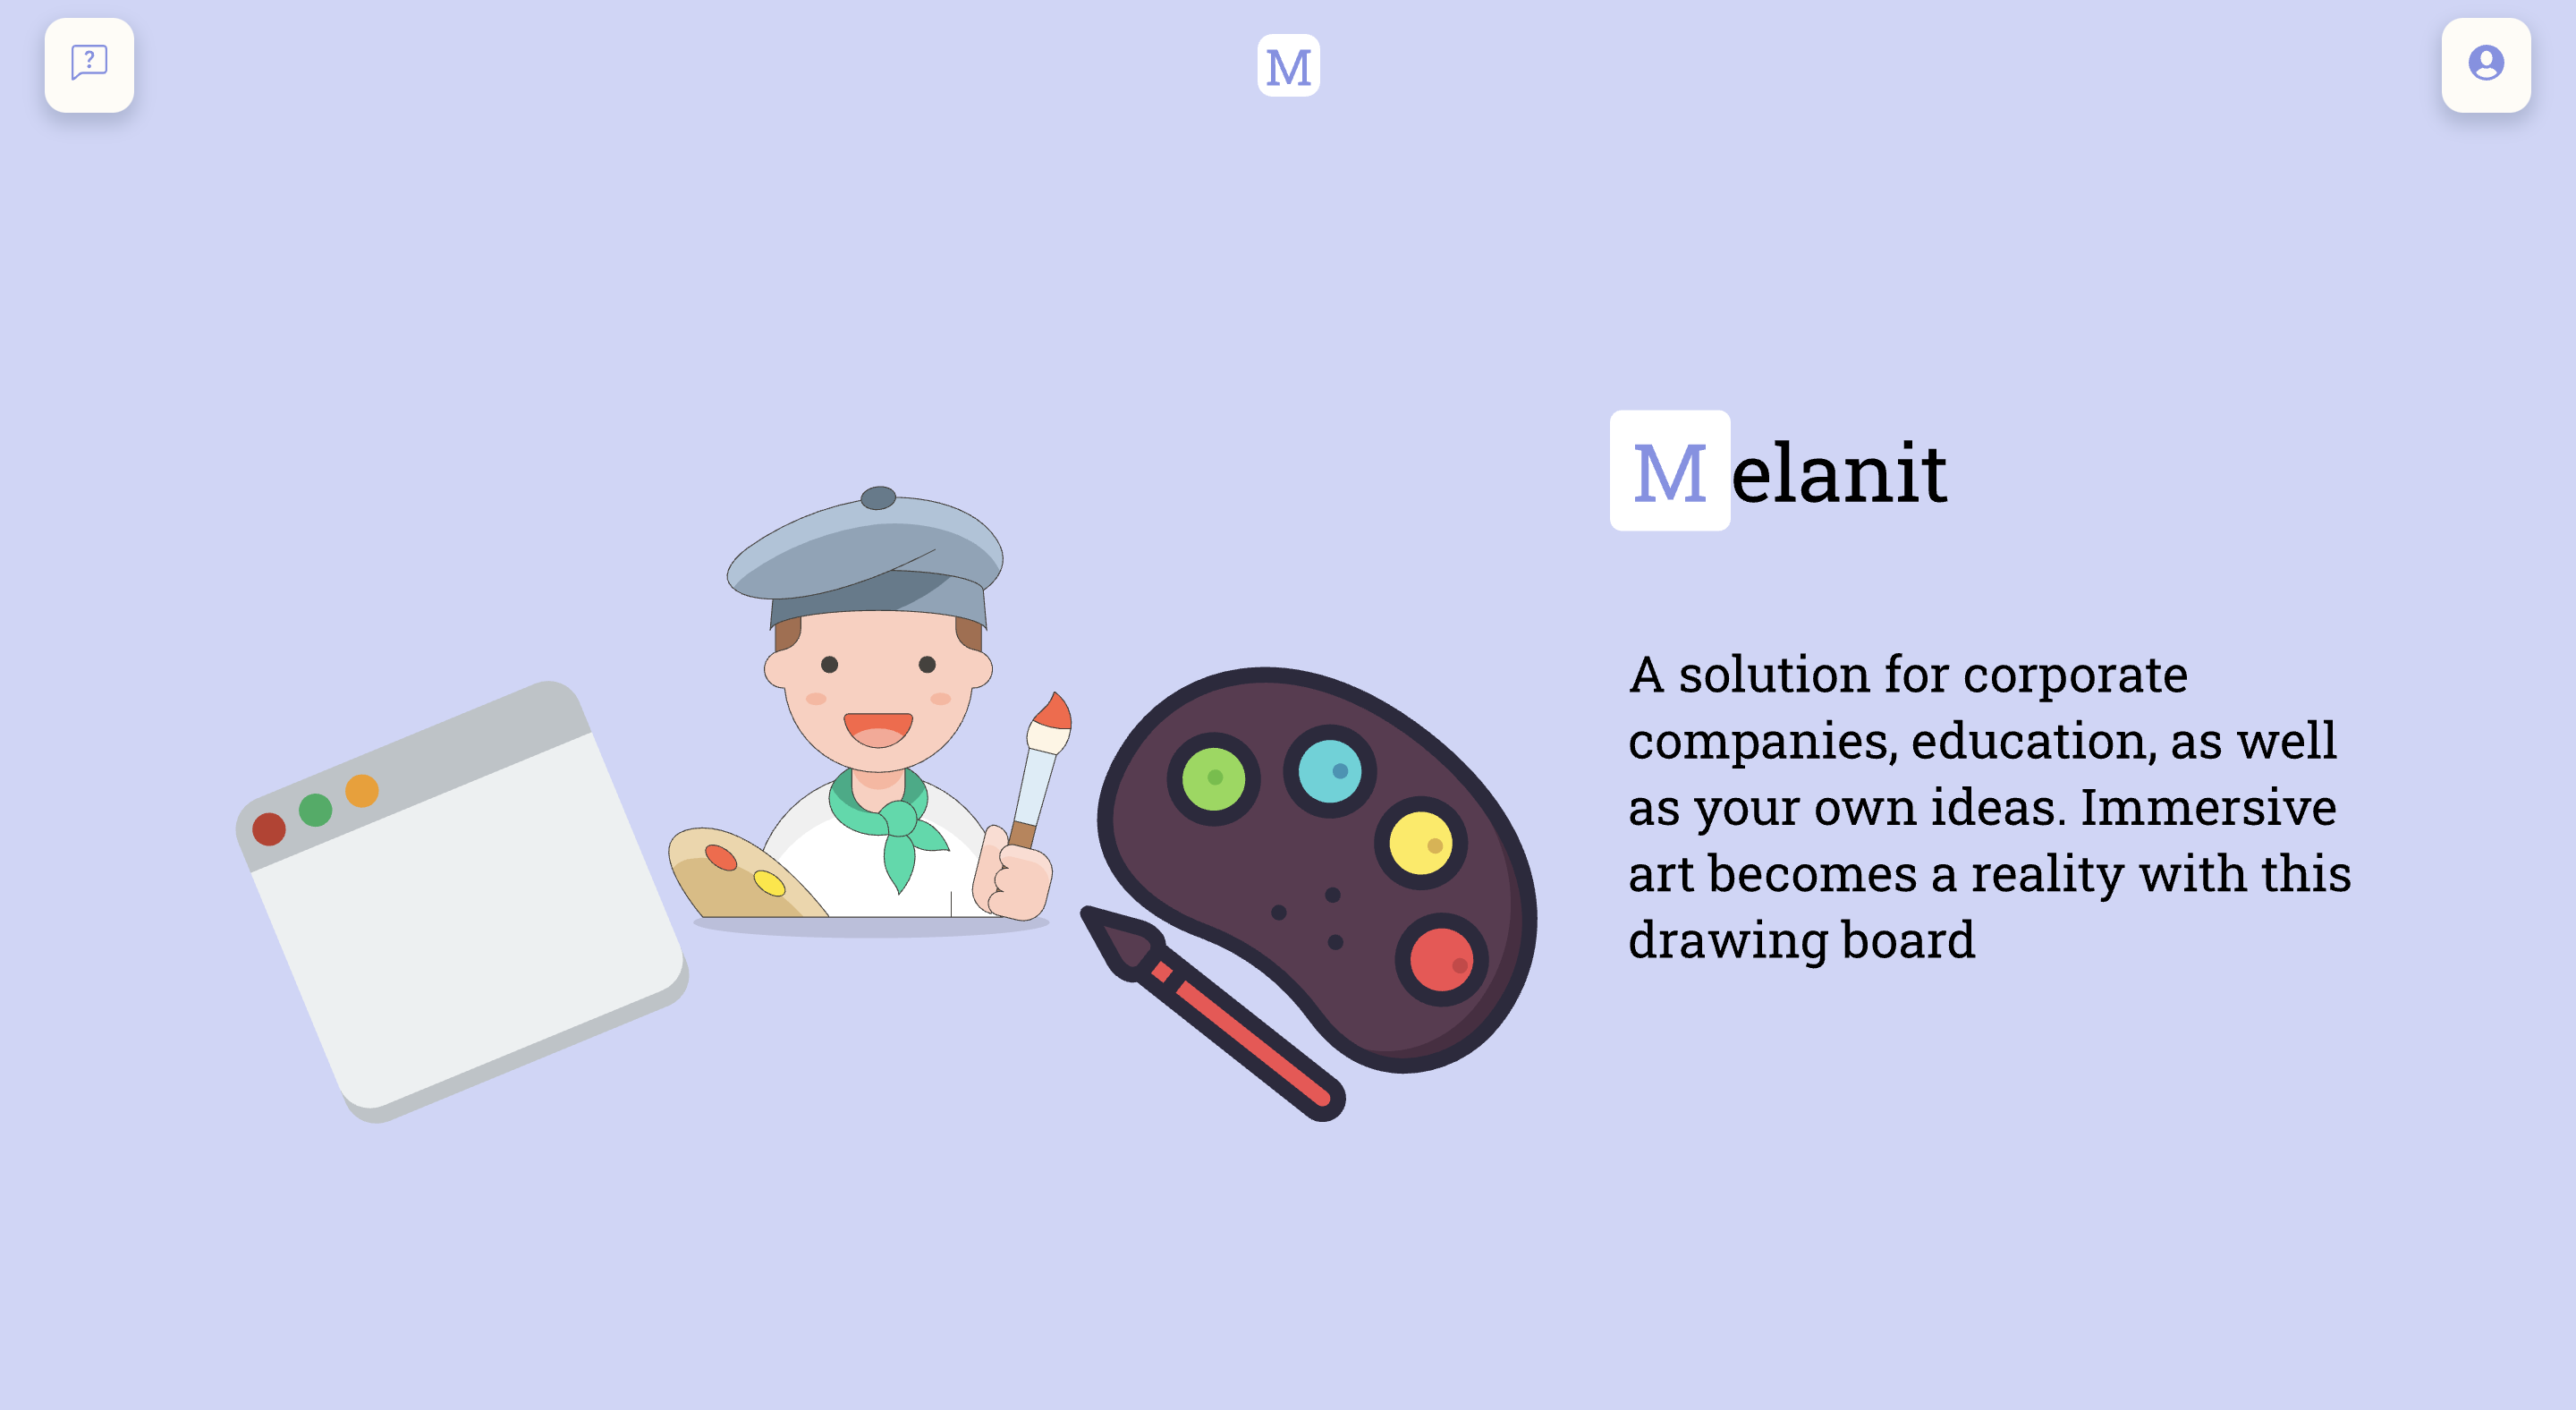 ?
M
Melanit
A solution for corporate
companies, education, as well
as your own ideas. Immersive
art becomes a reality with this
drawing board